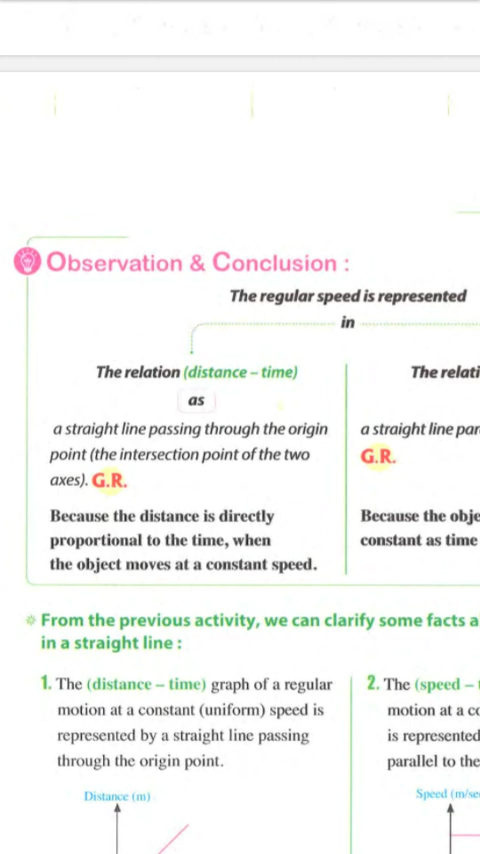 Observation & Conclusion :
The regular speed is represented
in
The relation (distance – time)
as
a straight line passing through the origin
point (the intersection point of the two
axes). G.R.
Because the distance is directly
proportional to the time, when
the object moves at a constant speed.
The relati
a straight line par
G.R.
Because the obje
constant as time
From the previous activity, we can clarify some facts a
in a straight line :
1. The (distance – time) graph of a regular
motion at a constant (uniform) speed is
represented by a straight line passing
through the origin point.
Distance (m)
2. The (speed –
motion at a co
is represented
parallel to the
Speed (m/se